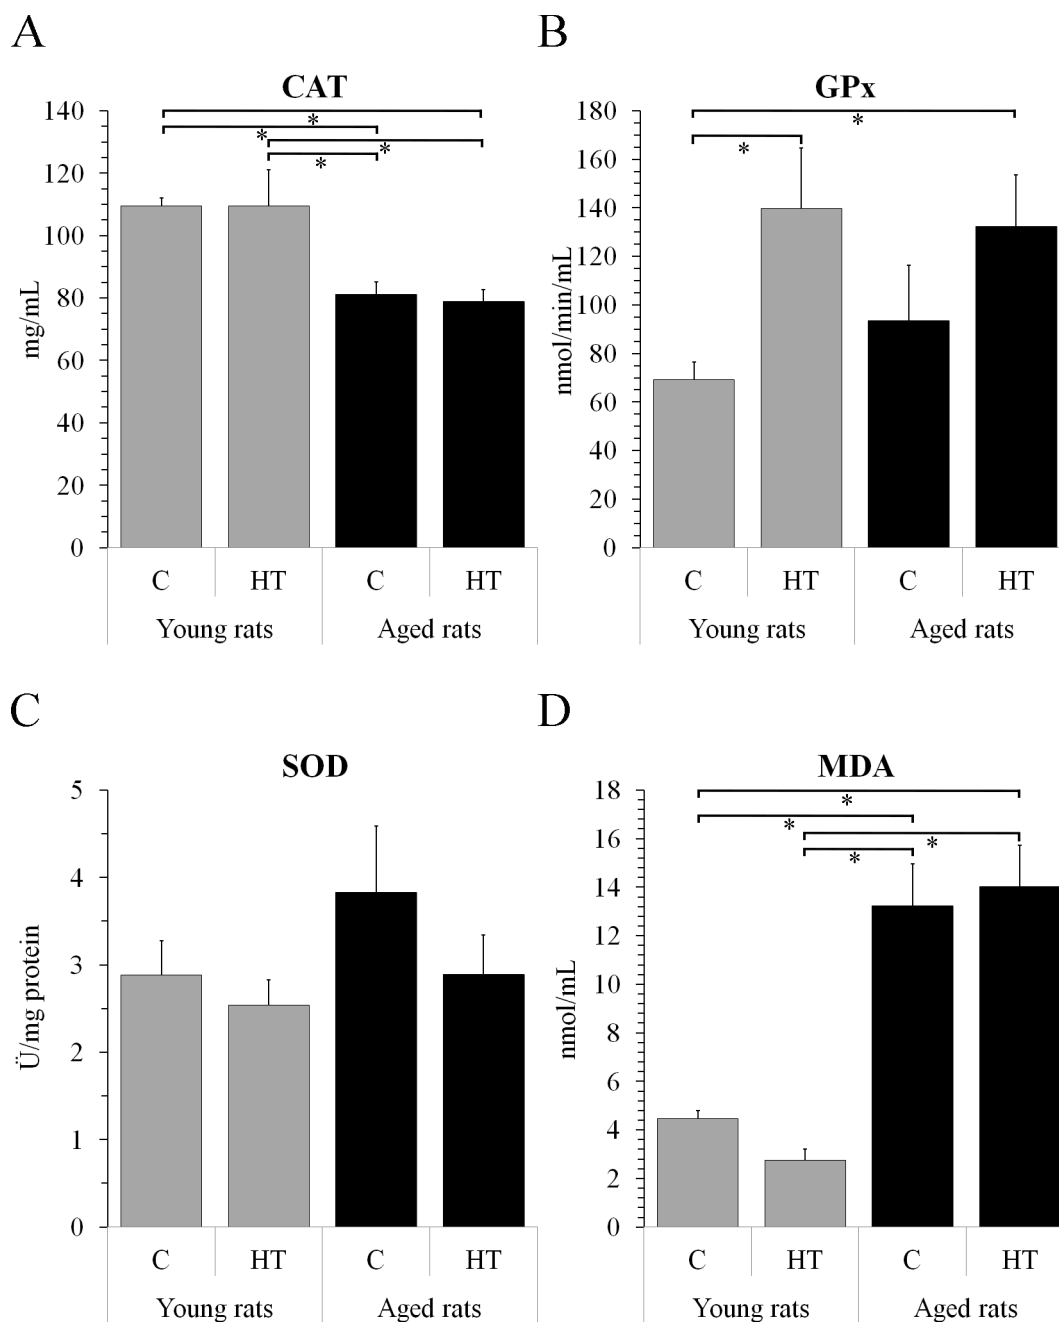 A
CAT
mg/mL
140
120
100
80
60
40
20
0
*
*
*
*
C HT C HT
Young rats Aged rats
B
GPx
nmol/min/mL
180
160
140
120
100
80
60
40
20
0
*
*
C HT C HT
Young rats Aged rats
C
SOD
Ü/mg protein
5
4
3
2
1
0
C HT C HT
Young rats Aged rats
D
MDA
nmol/mL
18
16
14
12
10
8
6
4
2
0
*
*
*
*
C HT C HT
Young rats Aged rats